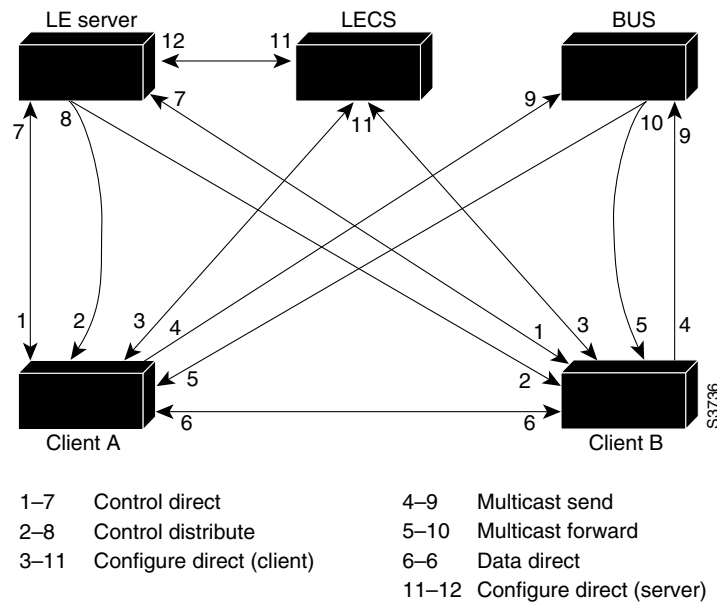 LE server
LECS
BUS
12
11
7
8
7
11
9
10
9
1
2
3
4
5
1
2
3
5
4
6
6
Client A
Client B
S3736
1–7 Control direct
2–8 Control distribute
3–11 Configure direct (client)
4–9 Multicast send
5–10 Multicast forward
6–6 Data direct
11–12 Configure direct (server)